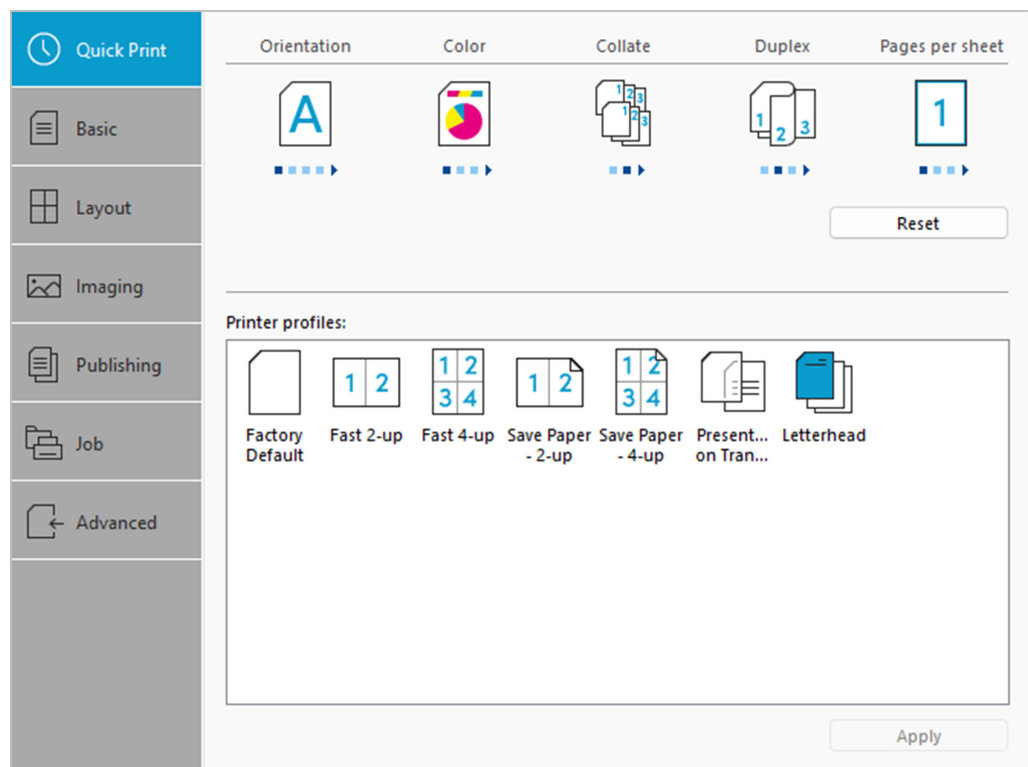 Quick Print
Basic
Layout
Imaging
Publishing
Job
Advanced
Orientation Color Collate Duplex Pages per sheet
A 1 2 3 1 2 3 1 2 3 1
Reset
Printer profiles:
1 2 1 2 1 2 1 2
3 4 3 4
Factory Fast 2-up Fast 4-up Save Paper Save Paper Present... Letterhead
Default - 2-up - 4-up on Tran...
Apply